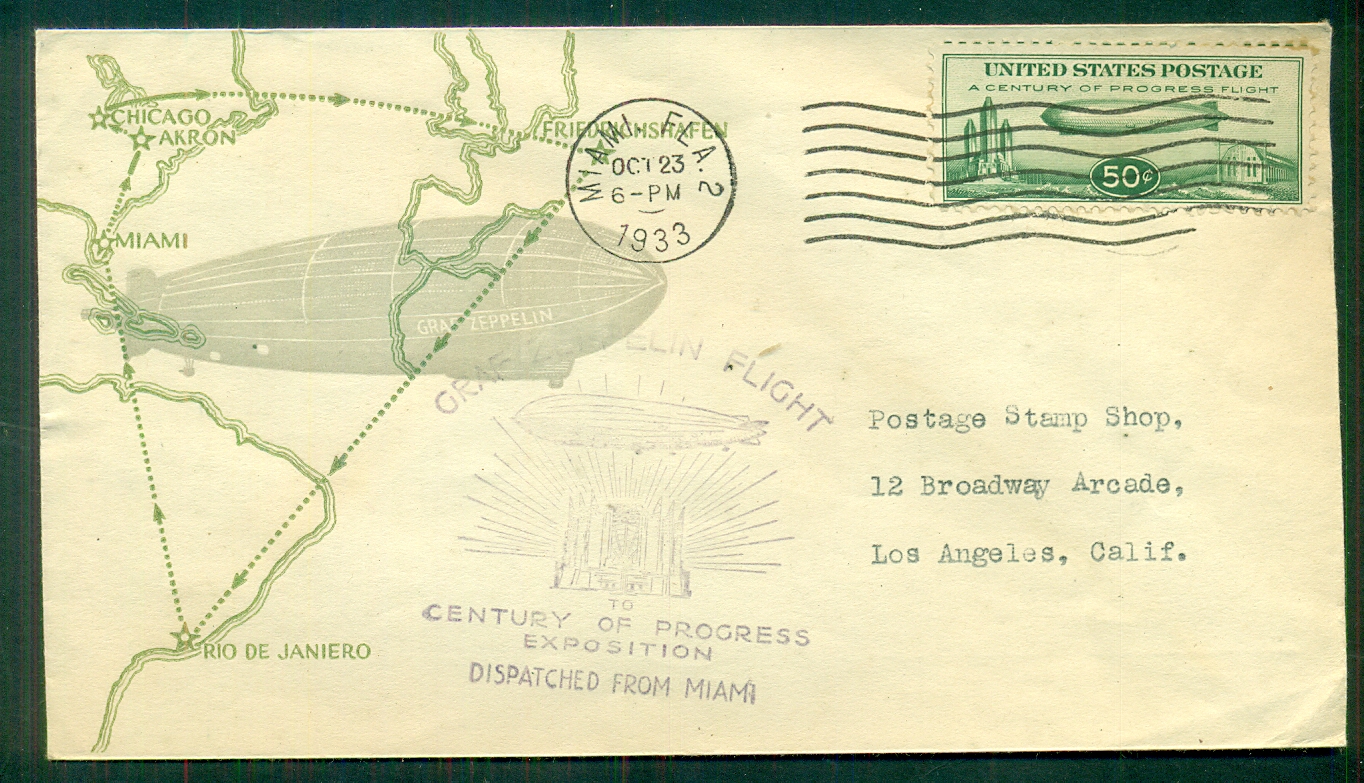 UNITED STATES POSTAGE
A CENTURY OF PROGRESS FLIGHT
50¢
MIAMI, FLA. 2
OCT 23
6-PM
1933
CHICAGO
AKRON
FRIEDRICHSHAFEN
MIAMI
GRAF ZEPPELIN
RIO DE JANIERO
GRAF ZEPPELIN FLIGHT
TO
CENTURY OF PROGRESS
EXPOSITION
DISPATCHED FROM MIAMI
Postage Stamp Shop,
12 Broadway Arcade,
Los Angeles, Calif.